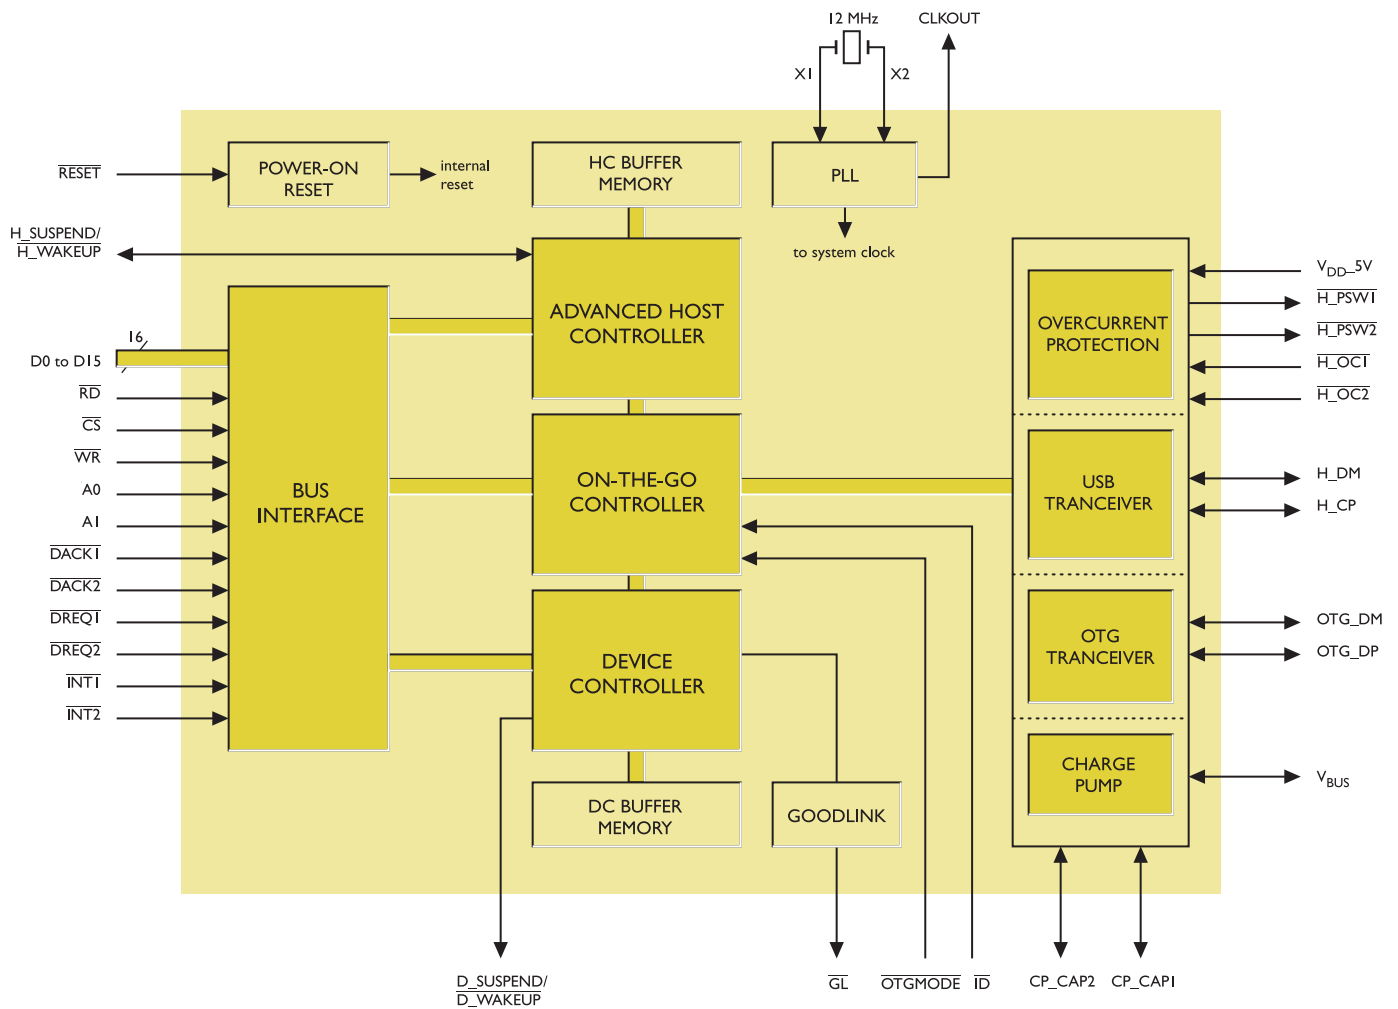 12 MHz
CLKOUT
X1
X2
RESET
POWER-ON
RESET
internal
reset
HC BUFFER
MEMORY
PLL
to system clock
H_SUSPEND/
H_WAKEUP
ADVANCED HOST
CONTROLLER
16
D0 to D15
RD
CS
WR
A0
A1
DACK1
DACK2
DREQ1
DREQ2
INT1
INT2
BUS
INTERFACE
ON-THE-GO
CONTROLLER
DEVICE
CONTROLLER
DC BUFFER
MEMORY
GOODLINK
OVERCURRENT
PROTECTION
USB
TRANCEIVER
OTG
TRANCEIVER
CHARGE
PUMP
VDD_5V
H_PSW1
H_PSW2
H_OC1
H_OC2
H_DM
H_CP
OTG_DM
OTG_DP
VBUS
D_SUSPEND/
D_WAKEUP
GL
OTGMODE
ID
CP_CAP2
CP_CAP1